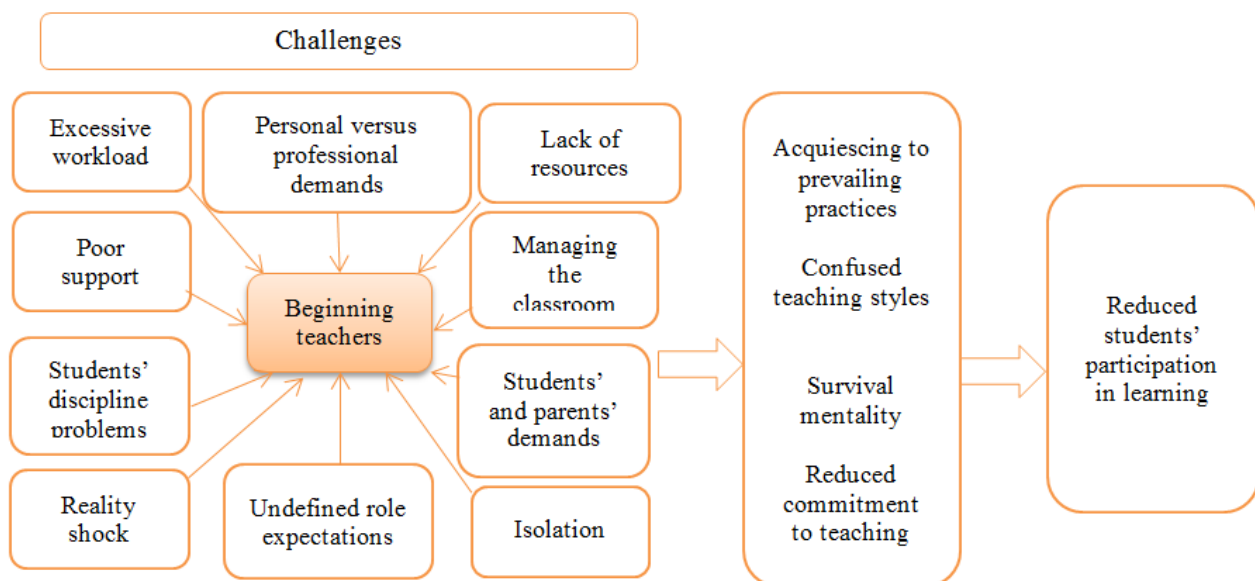 Challenges
Excessive
workload
Personal versus
professional
demands
Lack of
resources
Poor
support
Managing
the
classroom
Beginning
teachers
Students’
discipline
problems
Students’
and parents’
demands
Reality
shock
Undefined role
expectations
Isolation
Acquiescing to
prevailing
practices
Confused
teaching styles
Survival
mentality
Reduced
commitment
to teaching
Reduced
students’
participation
in learning